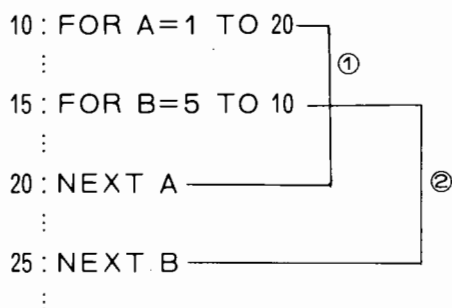 10 : FOR A=1 TO 20
①
⋮
15 : FOR B=5 TO 10
⋮
20 : NEXT A
②
⋮
25 : NEXT B
⋮